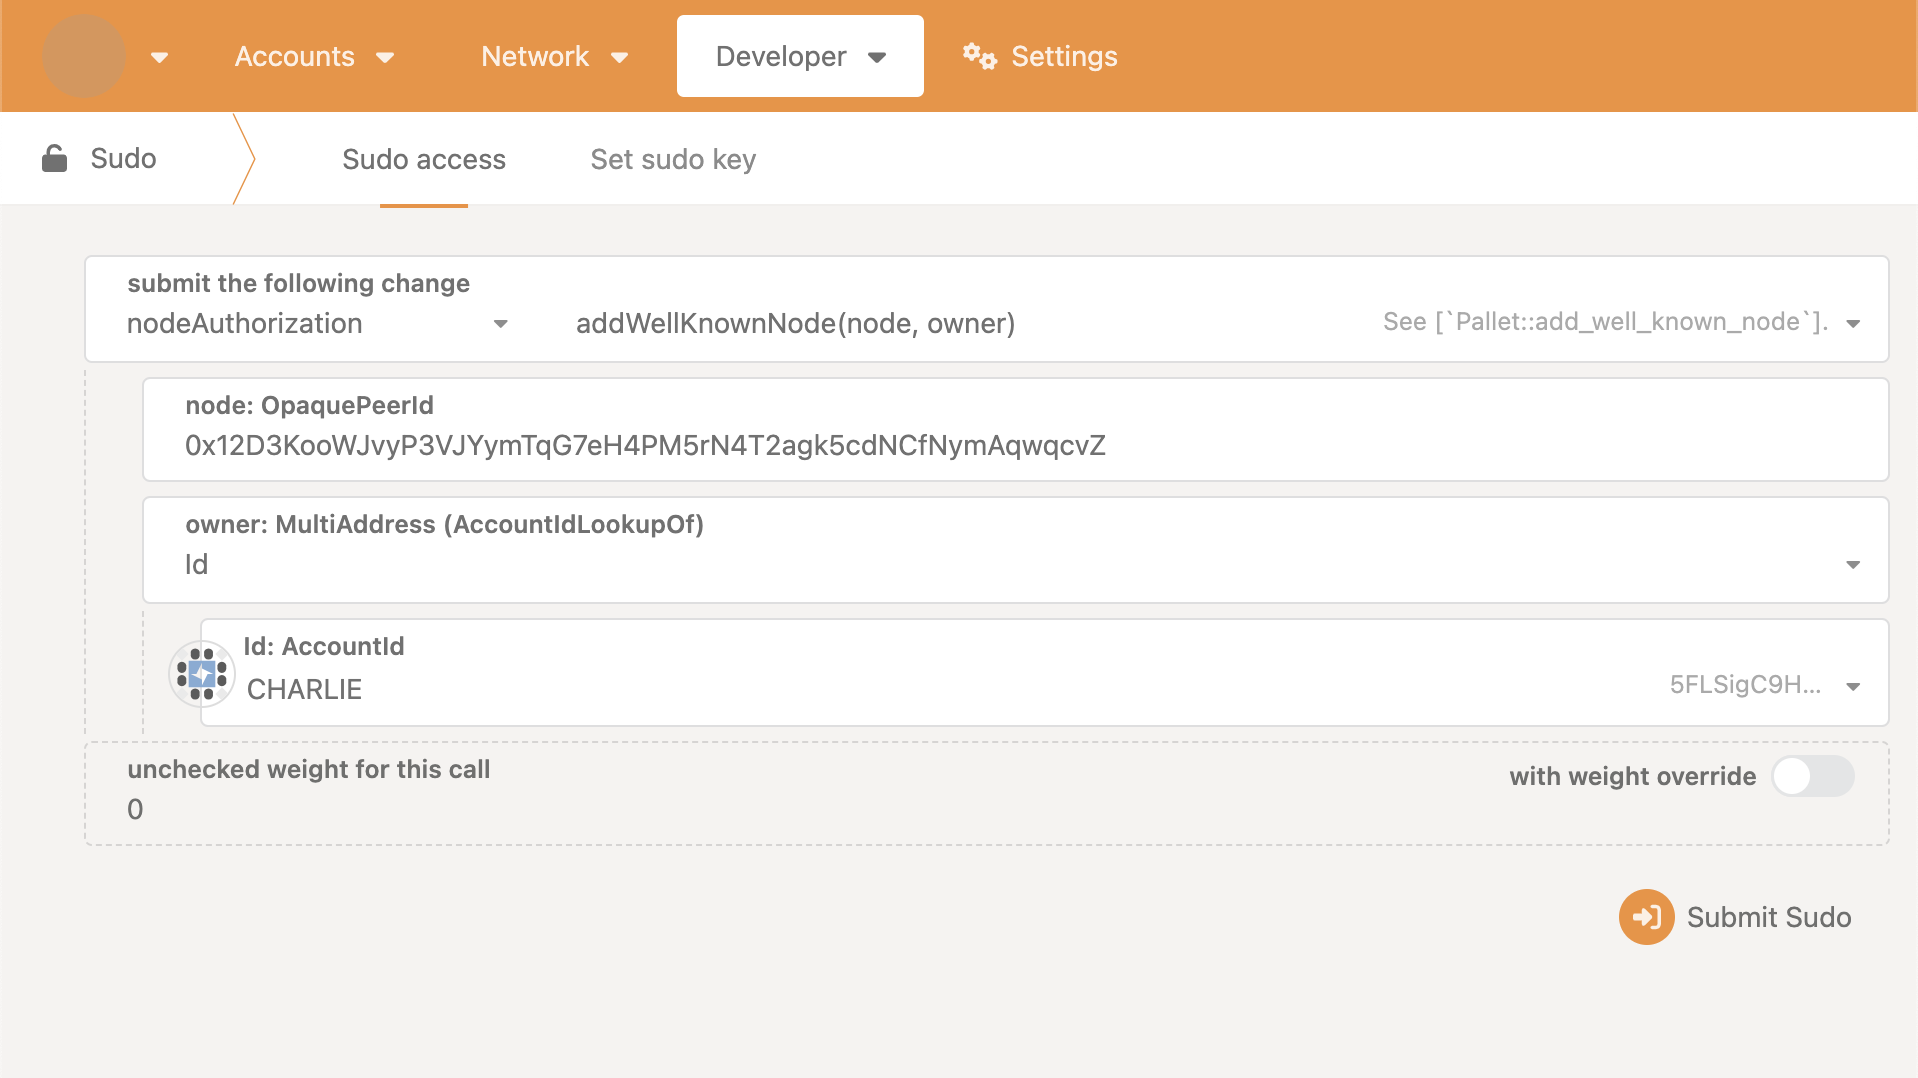 Accounts
Network
Developer
Settings
Sudo
Sudo access
Set sudo key
submit the following change
nodeAuthorization
addWellKnownNode(node, owner)
See [`Pallet::add_well_known_node`].
node: OpaquePeerId
0x12D3KooWJvyP3VJYymTqG7eH4PM5rN4T2agk5cdNCfNymAqwqcvZ
owner: MultiAddress (AccountIdLookupOf)
Id
Id: AccountId
CHARLIE
5FLSigC9H...
unchecked weight for this call
0
with weight override
Submit Sudo